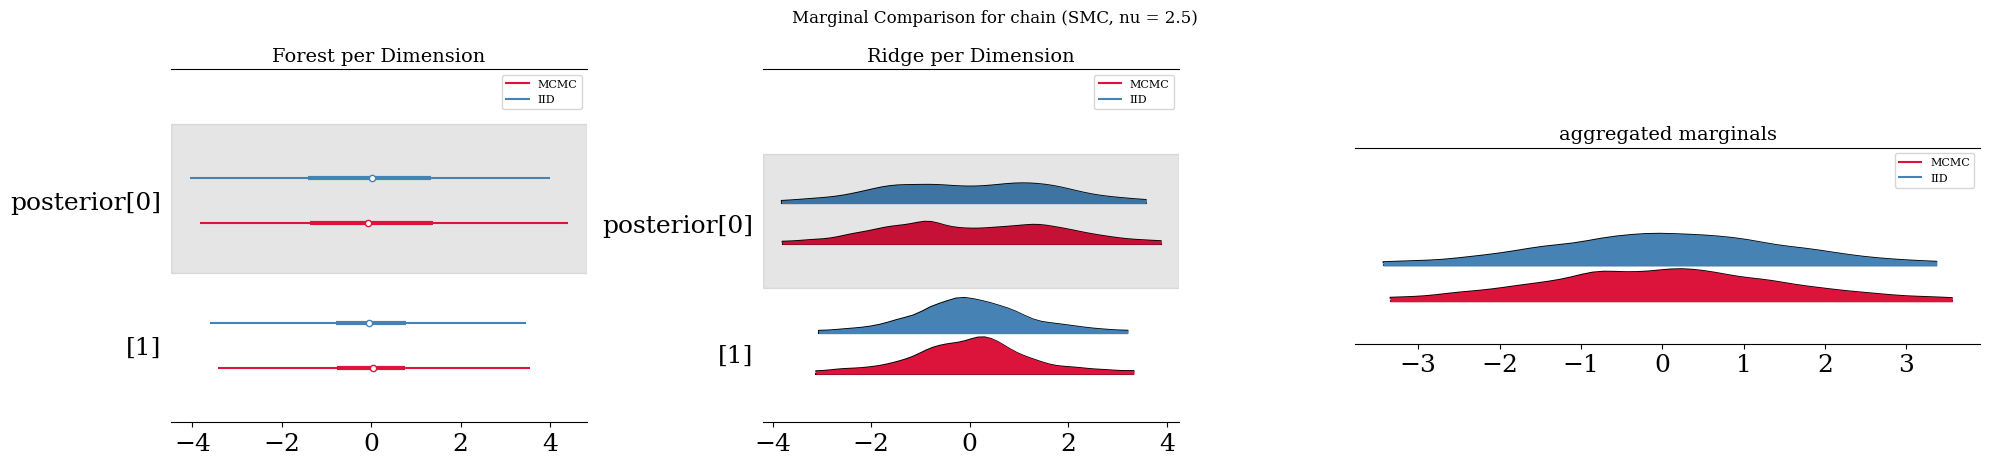 Marginal Comparison for chain (SMC, nu = 2.5)
Forest per Dimension
MCMC
IID
posterior[0]
[1]
−4 −2 0 2 4
Ridge per Dimension
MCMC
IID
posterior[0]
[1]
−4 −2 0 2 4
aggregated marginals
MCMC
IID
−3 −2 −1 0 1 2 3